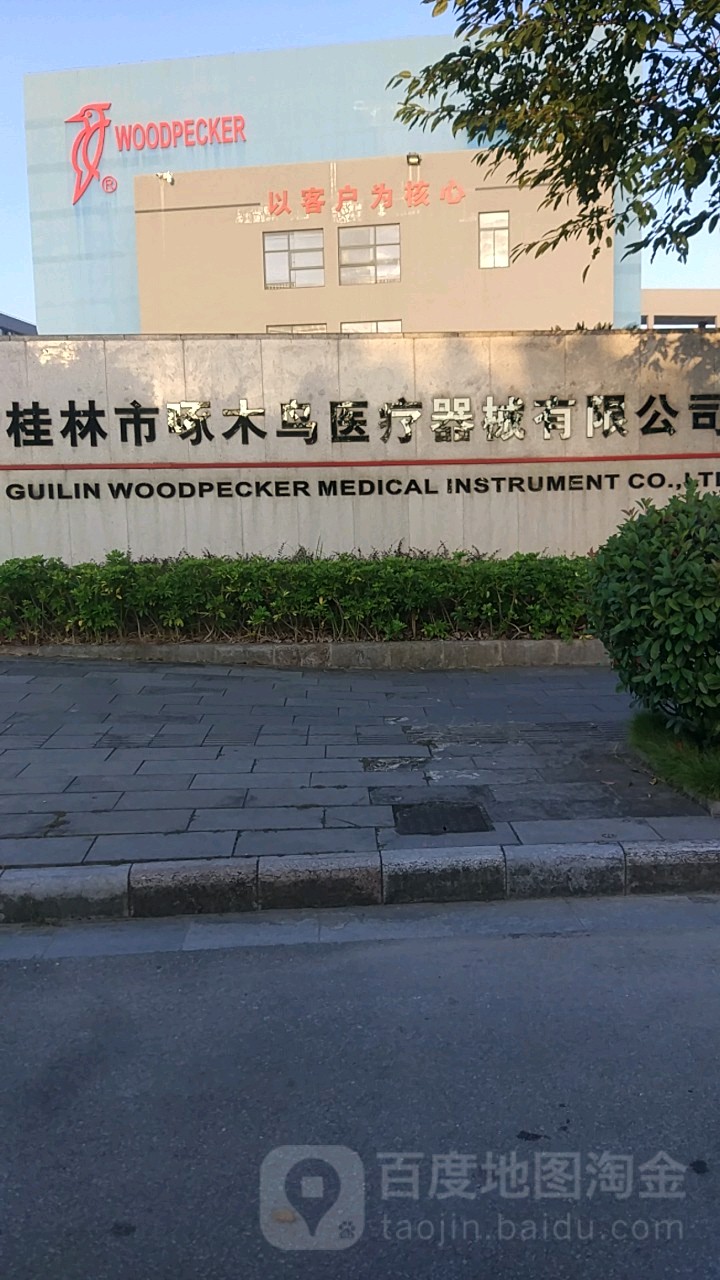 WOODPECKER
®
以客户为核心
桂林市啄木鸟医疗器械有限公司
GUILIN WOODPECKER MEDICAL INSTRUMENT CO.,LT
百度地图淘金
taojin.baidu.com